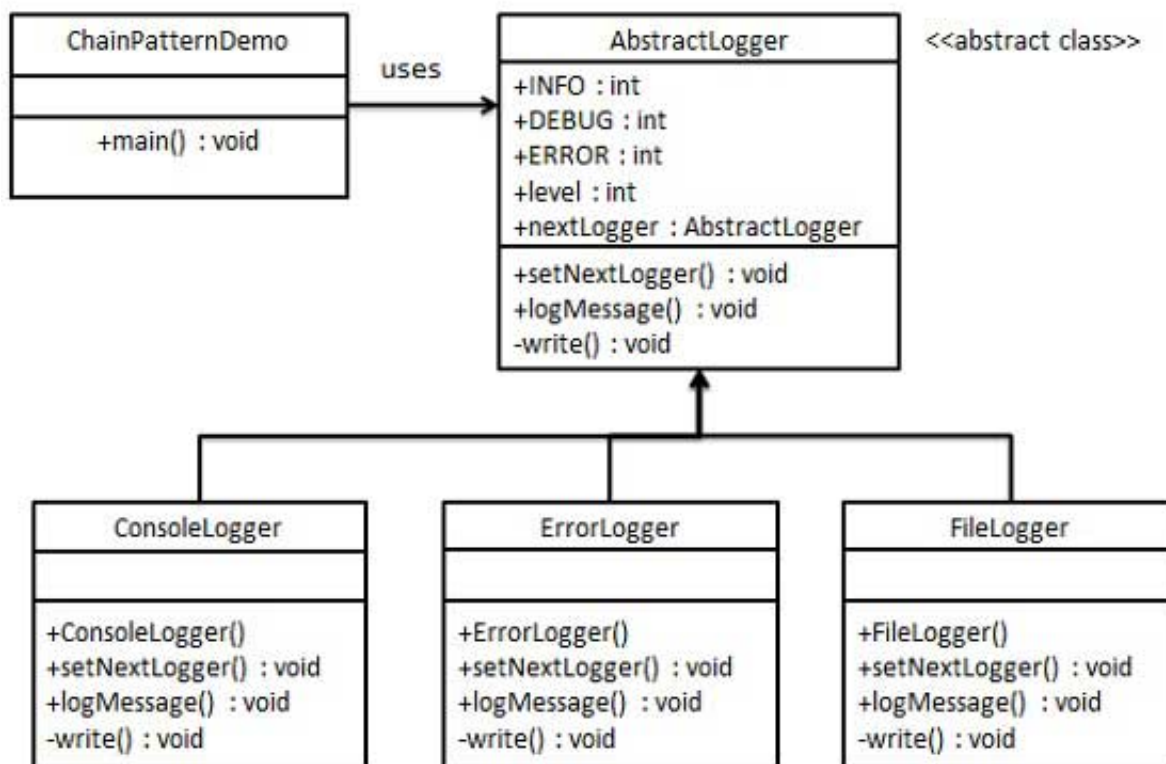 ChainPatternDemo
+main() : void
uses
AbstractLogger
+INFO : int
+DEBUG : int
+ERROR : int
+level : int
+nextLogger : AbstractLogger
+setNextLogger() : void
+logMessage() : void
-write() : void
<<abstract class>>
ConsoleLogger
+ConsoleLogger()
+setNextLogger() : void
+logMessage() : void
-write() : void
ErrorLogger
+ErrorLogger()
+setNextLogger() : void
+logMessage() : void
-write() : void
FileLogger
+FileLogger()
+setNextLogger() : void
+logMessage() : void
-write() : void